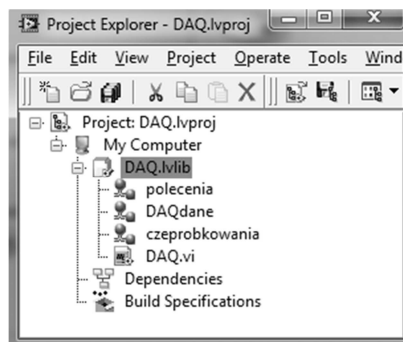 Project Explorer - DAQ.lvproj
File Edit View Project Operate Tools Wind
Project: DAQ.lvproj
My Computer
DAQ.lvlib
polecenia
DAQdane
czeprobkowania
DAQ.vi
Dependencies
Build Specifications